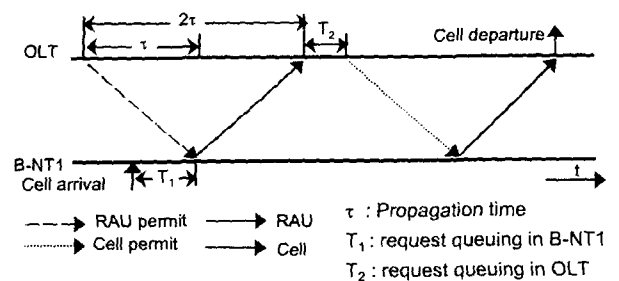 2τ
T2
Cell departure
OLT
τ
B-NT1
Cell arrival
T1
t
RAU permit
RAU
Cell permit
Cell
τ : Propagation time
T1 : request queuing in B-NT1
T2 : request queuing in OLT